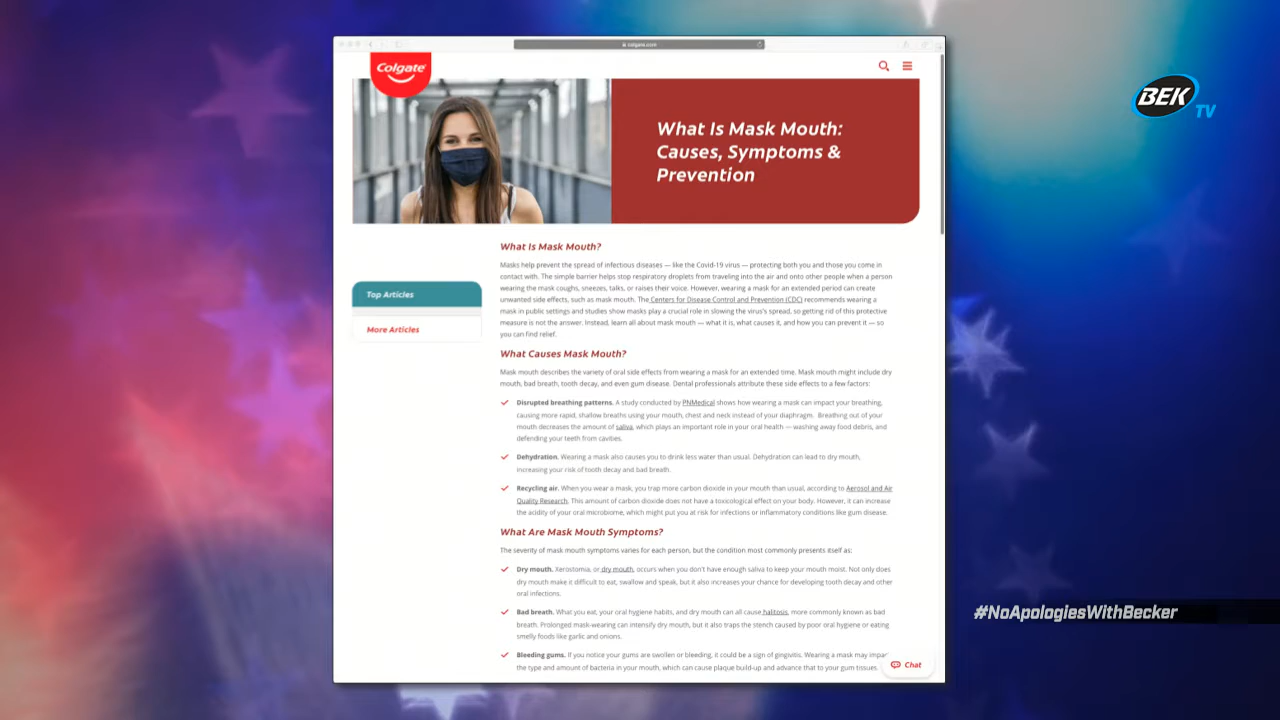 colgate.com
Colgate
What Is Mask Mouth:
Causes, Symptoms &
Prevention
BEK
TV
What Is Mask Mouth?
Masks help prevent the spread of infectious diseases — like the Covid-19 virus — protecting both you and those you come in
contact with. The simple barrier helps stop respiratory droplets from traveling into the air and onto other people when a person
wearing the mask coughs, sneezes, talks, or raises their voice. However, wearing a mask for an extended period can create
unwanted side effects, such as mask mouth. The Centers for Disease Control and Prevention (CDC) recommends wearing a
mask in public settings and studies show masks play a crucial role in slowing the virus's spread, so getting rid of this protective
measure is not the answer. Instead, learn all about mask mouth — what it is, what causes it, and how you can prevent it — so
you can find relief.
Top Articles
More Articles
What Causes Mask Mouth?
Mask mouth describes the variety of oral side effects from wearing a mask for an extended time. Mask mouth might include dry
mouth, bad breath, tooth decay, and even gum disease. Dental professionals attribute these side effects to a few factors:
Disrupted breathing patterns. A study conducted by PNMedical shows how wearing a mask can impact your breathing,
causing more rapid, shallow breaths using your mouth, chest and neck instead of your diaphragm. Breathing out of your
mouth decreases the amount of saliva, which plays an important role in your oral health — washing away food debris, and
defending your teeth from cavities.
Dehydration. Wearing a mask also causes you to drink less water than usual. Dehydration can lead to dry mouth,
increasing your risk of tooth decay and bad breath.
Recycling air. When you wear a mask, you trap more carbon dioxide in your mouth than usual, according to Aerosol and Air
Quality Research. This amount of carbon dioxide does not have a toxicological effect on your body. However, it can increase
the acidity of your oral microbiome, which might put you at risk for infections or inflammatory conditions like gum disease.
What Are Mask Mouth Symptoms?
The severity of mask mouth symptoms varies for each person, but the condition most commonly presents itself as:
Dry mouth. Xerostomia, or dry mouth, occurs when you don't have enough saliva to keep your mouth moist. Not only does
dry mouth make it difficult to eat, swallow and speak, but it also increases your chance for developing tooth decay and other
oral infections.
Bad breath. What you eat, your oral hygiene habits, and dry mouth can all cause halitosis, more commonly known as bad
breath. Prolonged mask-wearing can intensify dry mouth, but it also traps the stench caused by poor oral hygiene or eating
smelly foods like garlic and onions.
Bleeding gums. If you notice your gums are swollen or bleeding, it could be a sign of gingivitis. Wearing a mask may impac
the type and amount of bacteria in your mouth, which can cause plaque build-up and advance that to your gum tissues.
Chat
#NoApologiesWithBecker